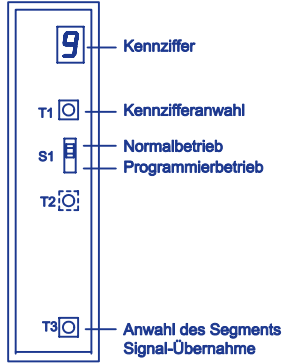 9 Kennziffer
T1 Kennzifferanwahl
Normalbetrieb
S1
Programmierbetrieb
T2
T3 Anwahl des Segments
Signal-Übernahme